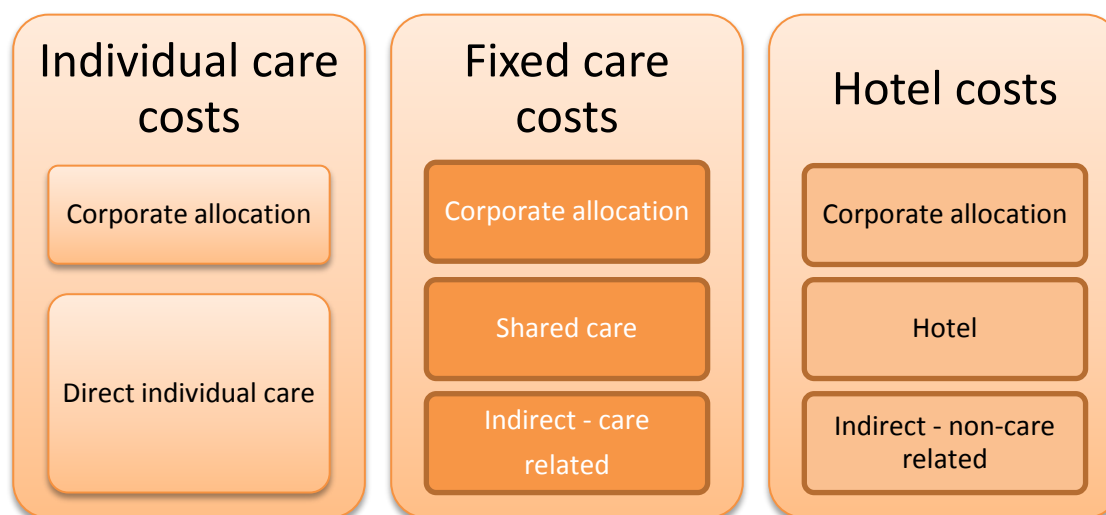 Individual care
costs
Corporate allocation
Direct individual care
Fixed care
costs
Corporate allocation
Shared care
Indirect - care
related
Hotel costs
Corporate allocation
Hotel
Indirect - non-care
related